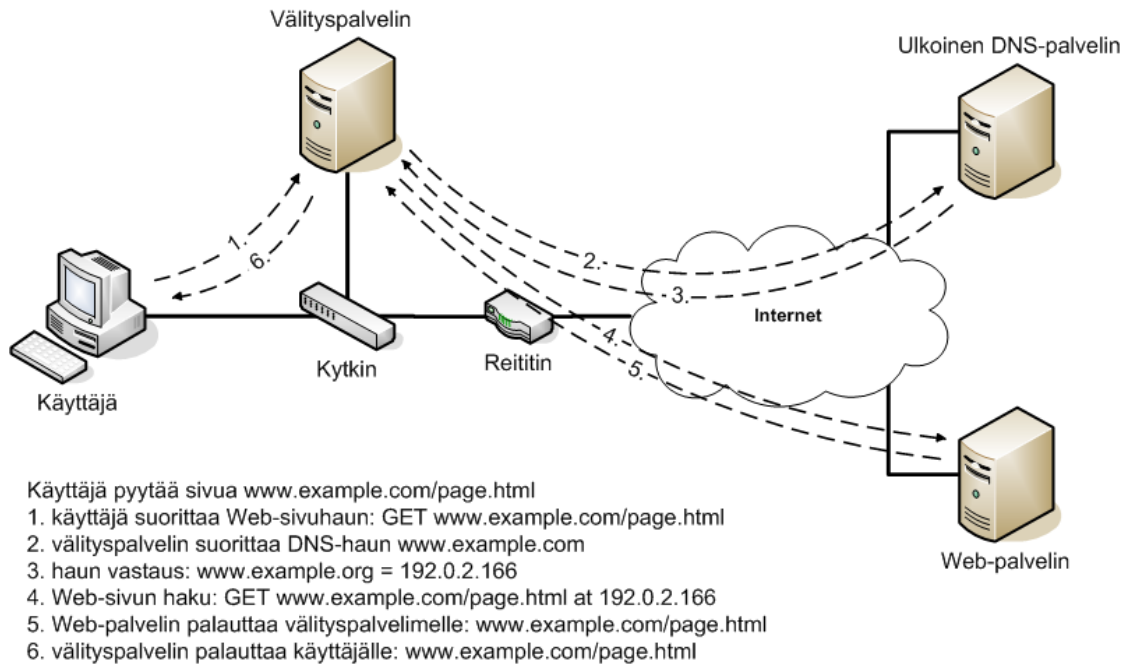 Välityspalvelin
Ulkoinen DNS-palvelin
1.
6.
2.
3.
Internet
4.
5.
Käyttäjä
Kytkin
Reititin
Web-palvelin
Käyttäjä pyytää sivua www.example.com/page.html
1. käyttäjä suorittaa Web-sivuhaun: GET www.example.com/page.html
2. välityspalvelin suorittaa DNS-haun www.example.com
3. haun vastaus: www.example.org = 192.0.2.166
4. Web-sivun haku: GET www.example.com/page.html at 192.0.2.166
5. Web-palvelin palauttaa välityspalvelimelle: www.example.com/page.html
6. välityspalvelin palauttaa käyttäjälle: www.example.com/page.html